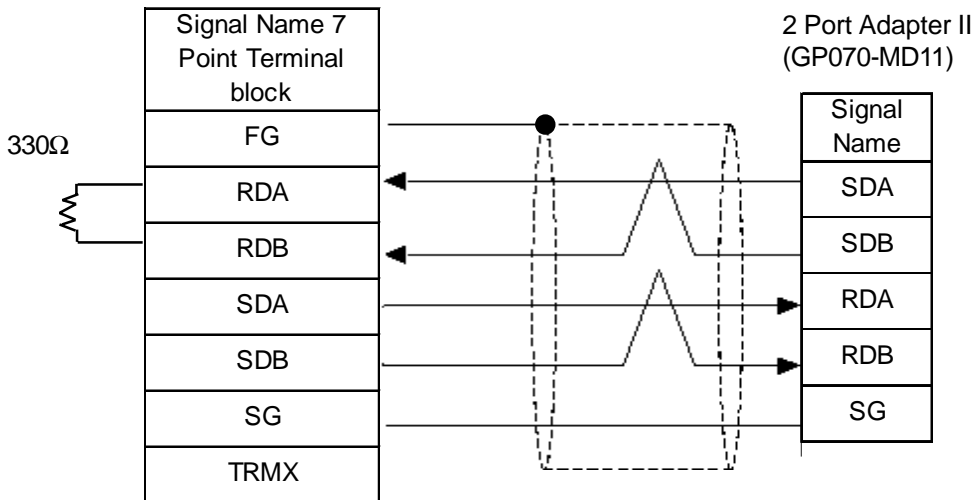 Signal Name 7
Point Terminal
block
FG
RDA
RDB
SDA
SDB
SG
TRMX
330Ω
2 Port Adapter II
(GP070-MD11)
Signal
Name
SDA
SDB
RDA
RDB
SG